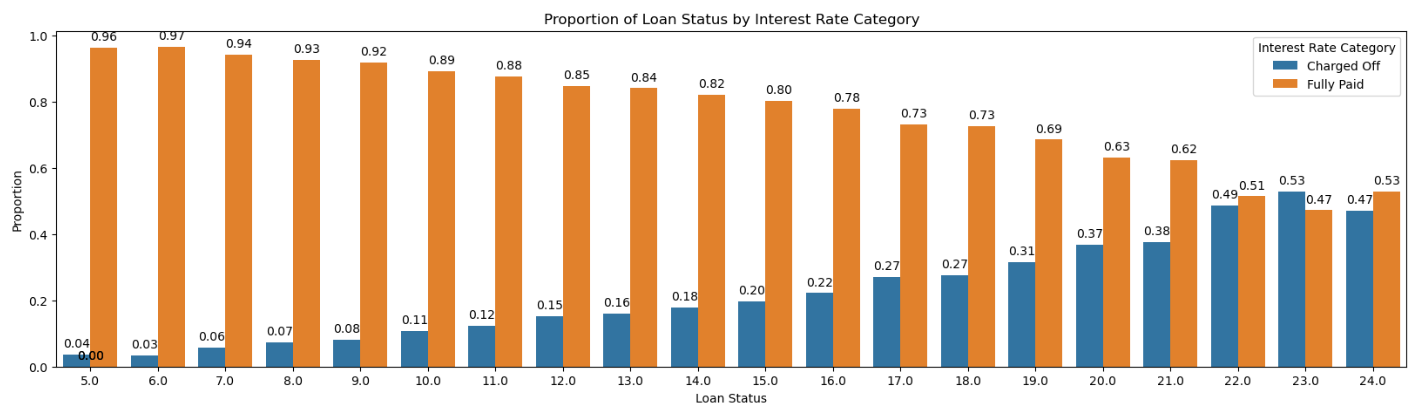 Proportion of Loan Status by Interest Rate Category
Interest Rate Category
Charged Off
Fully Paid
Proportion
1.0
0.8
0.6
0.4
0.2
0.0
0.04 0.96 0.03 0.97 0.06 0.94 0.07 0.93 0.08 0.92 0.11 0.89 0.12 0.88 0.15 0.85 0.16 0.84 0.18 0.82 0.20 0.80 0.22 0.78 0.27 0.73 0.27 0.73 0.31 0.69 0.37 0.63 0.38 0.62 0.49 0.51 0.53 0.47 0.47 0.53
0.00
5.0 6.0 7.0 8.0 9.0 10.0 11.0 12.0 13.0 14.0 15.0 16.0 17.0 18.0 19.0 20.0 21.0 22.0 23.0 24.0
Loan Status